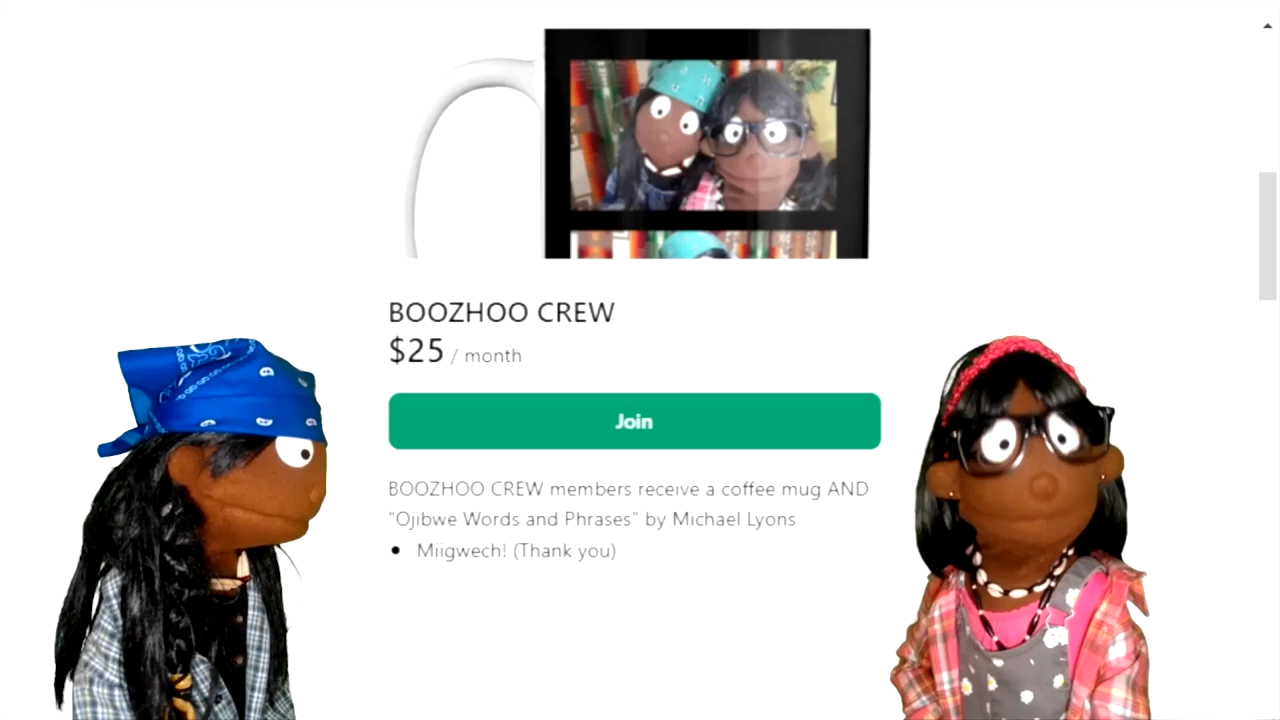 BOOZHOO CREW
$25 / month
Join
BOOZHOO CREW members receive a coffee mug AND
"Ojibwe Words and Phrases" by Michael Lyons
• Miigwech! (Thank you)